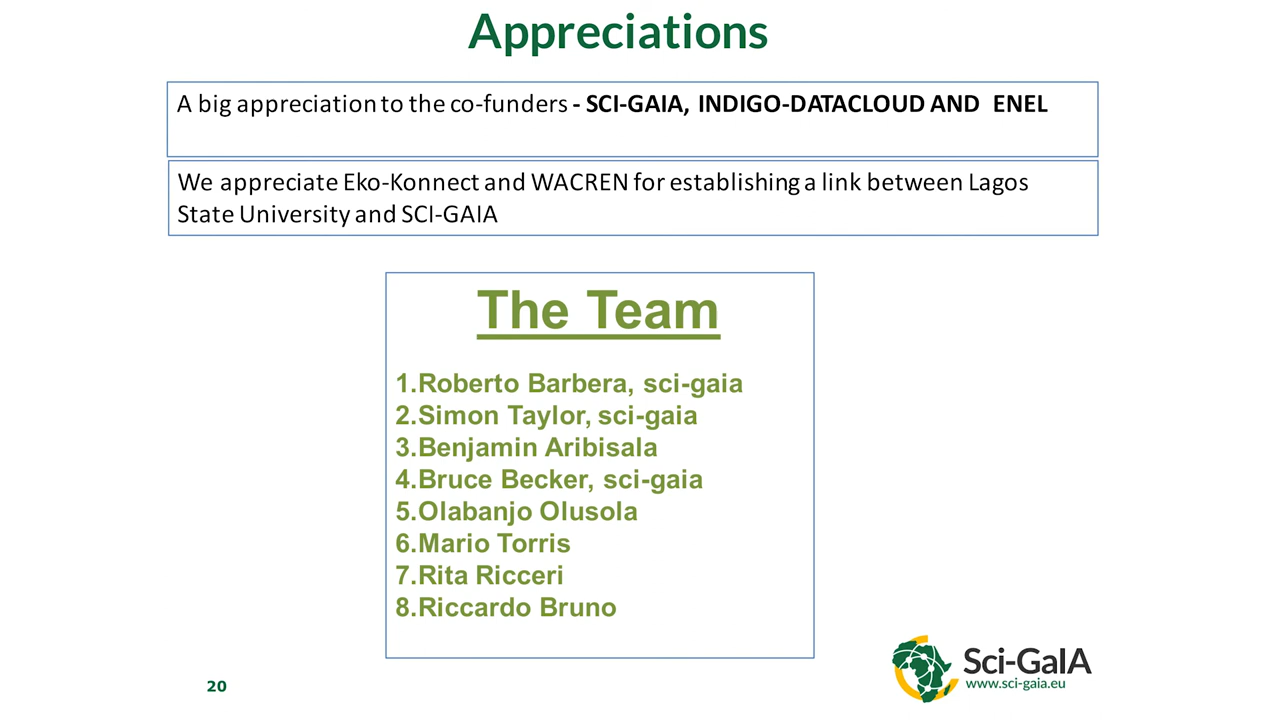 Appreciations
A big appreciation to the co-funders - SCI-GAIA, INDIGO-DATACLOUD AND ENEL
We appreciate Eko-Konnect and WACREN for establishing a link between Lagos
State University and SCI-GAIA
The Team
1.Roberto Barbera, sci-gaia
2.Simon Taylor, sci-gaia
3.Benjamin Aribisala
4.Bruce Becker, sci-gaia
5.Olabanjo Olusola
6.Mario Torris
7.Rita Ricceri
8.Riccardo Bruno
Sci-GaIA
www.sci-gaia.eu
20